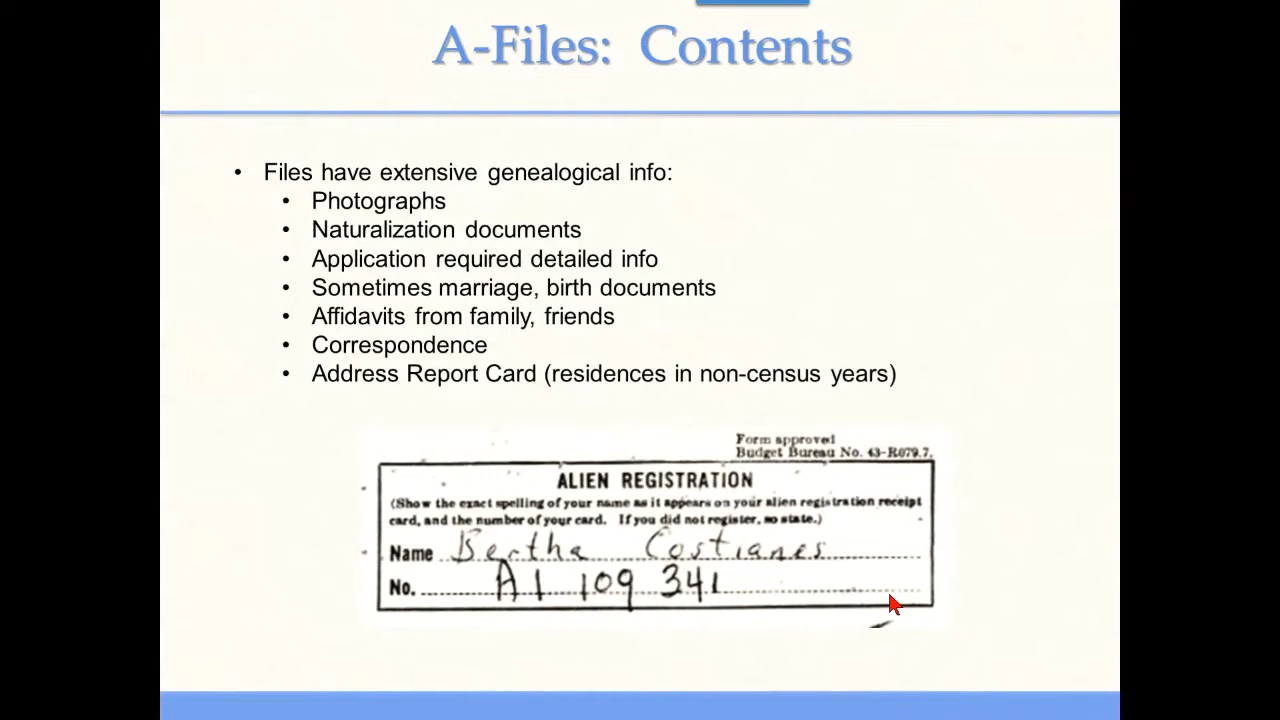 A-Files: Contents
• Files have extensive genealogical info:
• Photographs
• Naturalization documents
• Application required detailed info
• Sometimes marriage, birth documents
• Affidavits from family, friends
• Correspondence
• Address Report Card (residences in non-census years)
Form approved
Budget Bureau No. 43-R079.7.
ALIEN REGISTRATION
(Show the exact spelling of your name as it appears on your alien registration receipt
card, and the number of your card. If you did not register, so state.)
Name Bertha Costianes
No. A1 109 341